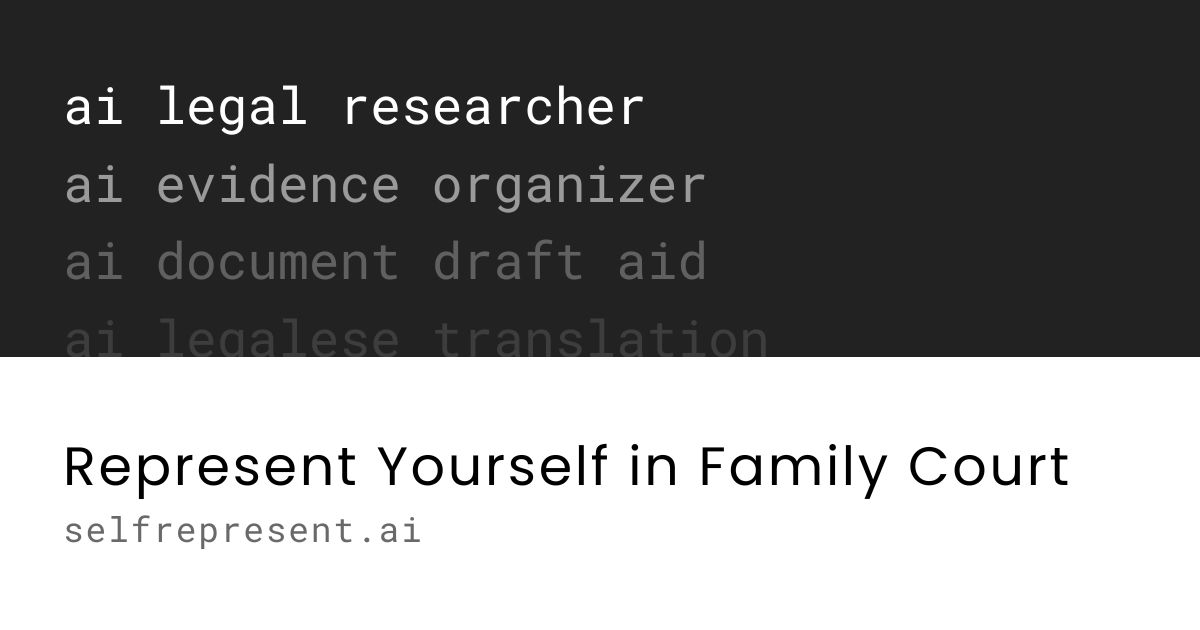 ai legal researcher
ai evidence organizer
ai document draft aid
ai legalese translation
Represent Yourself in Family Court
selfrepresent.ai